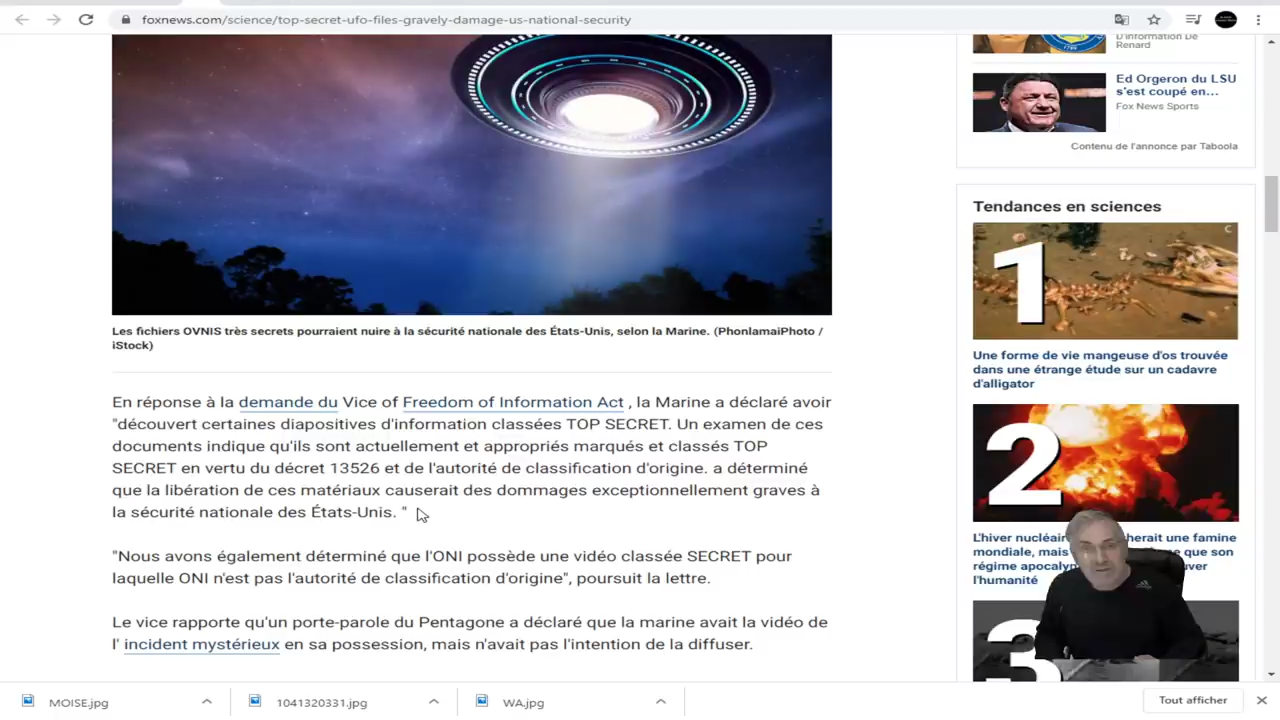 foxnews.com/science/top-secret-ufo-files-gravely-damage-us-national-security
D'Information De
Renard
Ed Orgeron du LSU
s'est coupé en...
Fox News Sports
Contenu de l'annonce par Taboola
Tendances en sciences
1
Une forme de vie mangeuse d'os trouvée
dans une étrange étude sur un cadavre
d'alligator
2
L'hiver nucléair herait une famine
mondiale, mais e que son
régime apocalyp uver
l'humanité
3
Les fichiers OVNIS très secrets pourraient nuire à la sécurité nationale des États-Unis, selon la Marine. (PhonlamaiPhoto /
iStock)
En réponse à la demande du Vice of Freedom of Information Act , la Marine a déclaré avoir
"découvert certaines diapositives d'information classées TOP SECRET. Un examen de ces
documents indique qu'ils sont actuellement et appropriés marqués et classés TOP
SECRET en vertu du décret 13526 et de l'autorité de classification d'origine. a déterminé
que la libération de ces matériaux causerait des dommages exceptionnellement graves à
la sécurité nationale des États-Unis. "
"Nous avons également déterminé que l'ONI possède une vidéo classée SECRET pour
laquelle ONI n'est pas l'autorité de classification d'origine", poursuit la lettre.
Le vice rapporte qu'un porte-parole du Pentagone a déclaré que la marine avait la vidéo de
l' incident mystérieux en sa possession, mais n'avait pas l'intention de la diffuser.
MOISE.jpg
1041320331.jpg
WA.jpg
Tout afficher